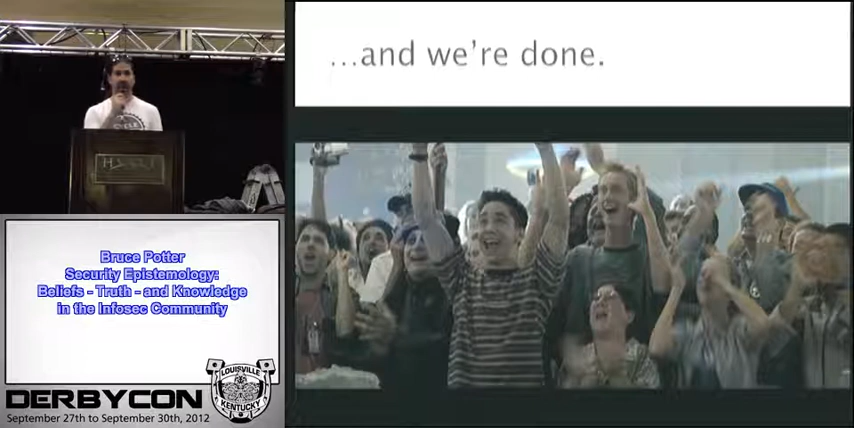 ...and we're done.
HYATT
Bruce Potter
Security Epistemology:
Beliefs - Truth - and Knowledge
in the Infosec Community
LOUISVILLE
KENTUCKY
DERBYCON
September 27th to September 30th, 2012